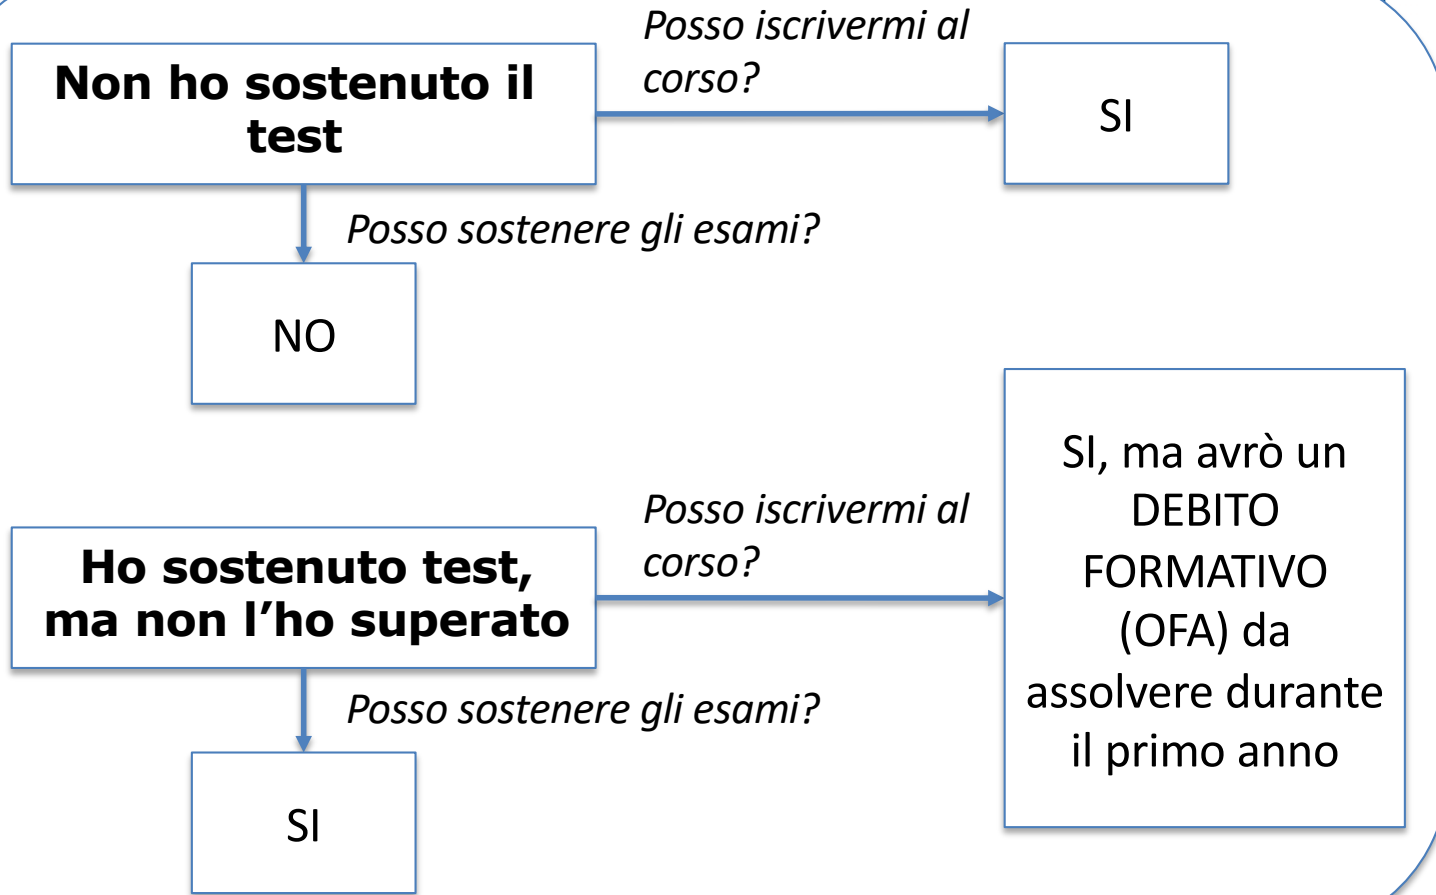 Posso iscrivermi al
corso?
Non ho sostenuto il
test
SI
Posso sostenere gli esami?
NO
Posso iscrivermi al
corso?
Ho sostenuto test,
ma non l’ho superato
SI, ma avrò un
DEBITO
FORMATIVO
(OFA) da
assolvere durante
il primo anno
Posso sostenere gli esami?
SI